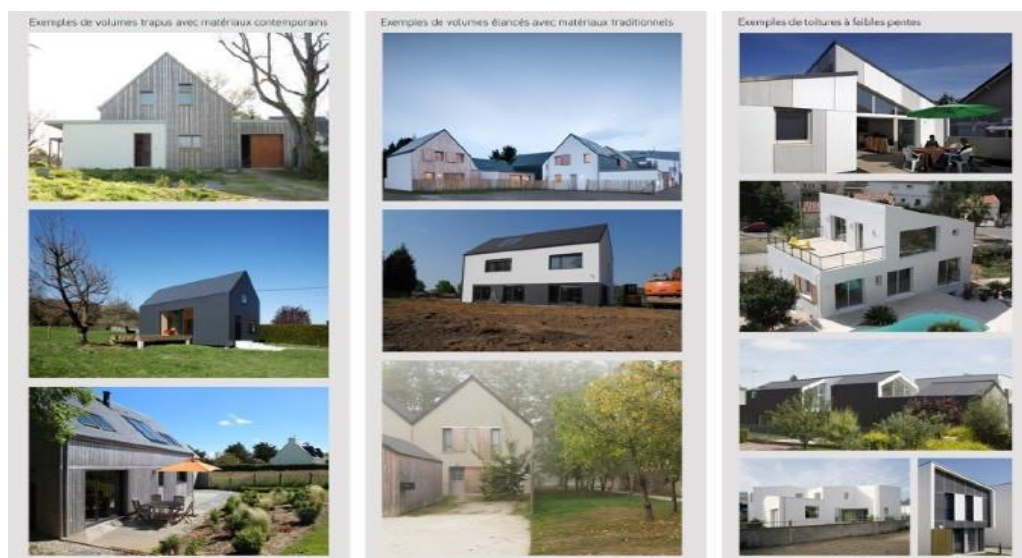 Exemples de volumes trapus avec matériaux contemporains
Exemples de volumes élancés avec matériaux traditionnels
Exemples de toitures à faibles pentes